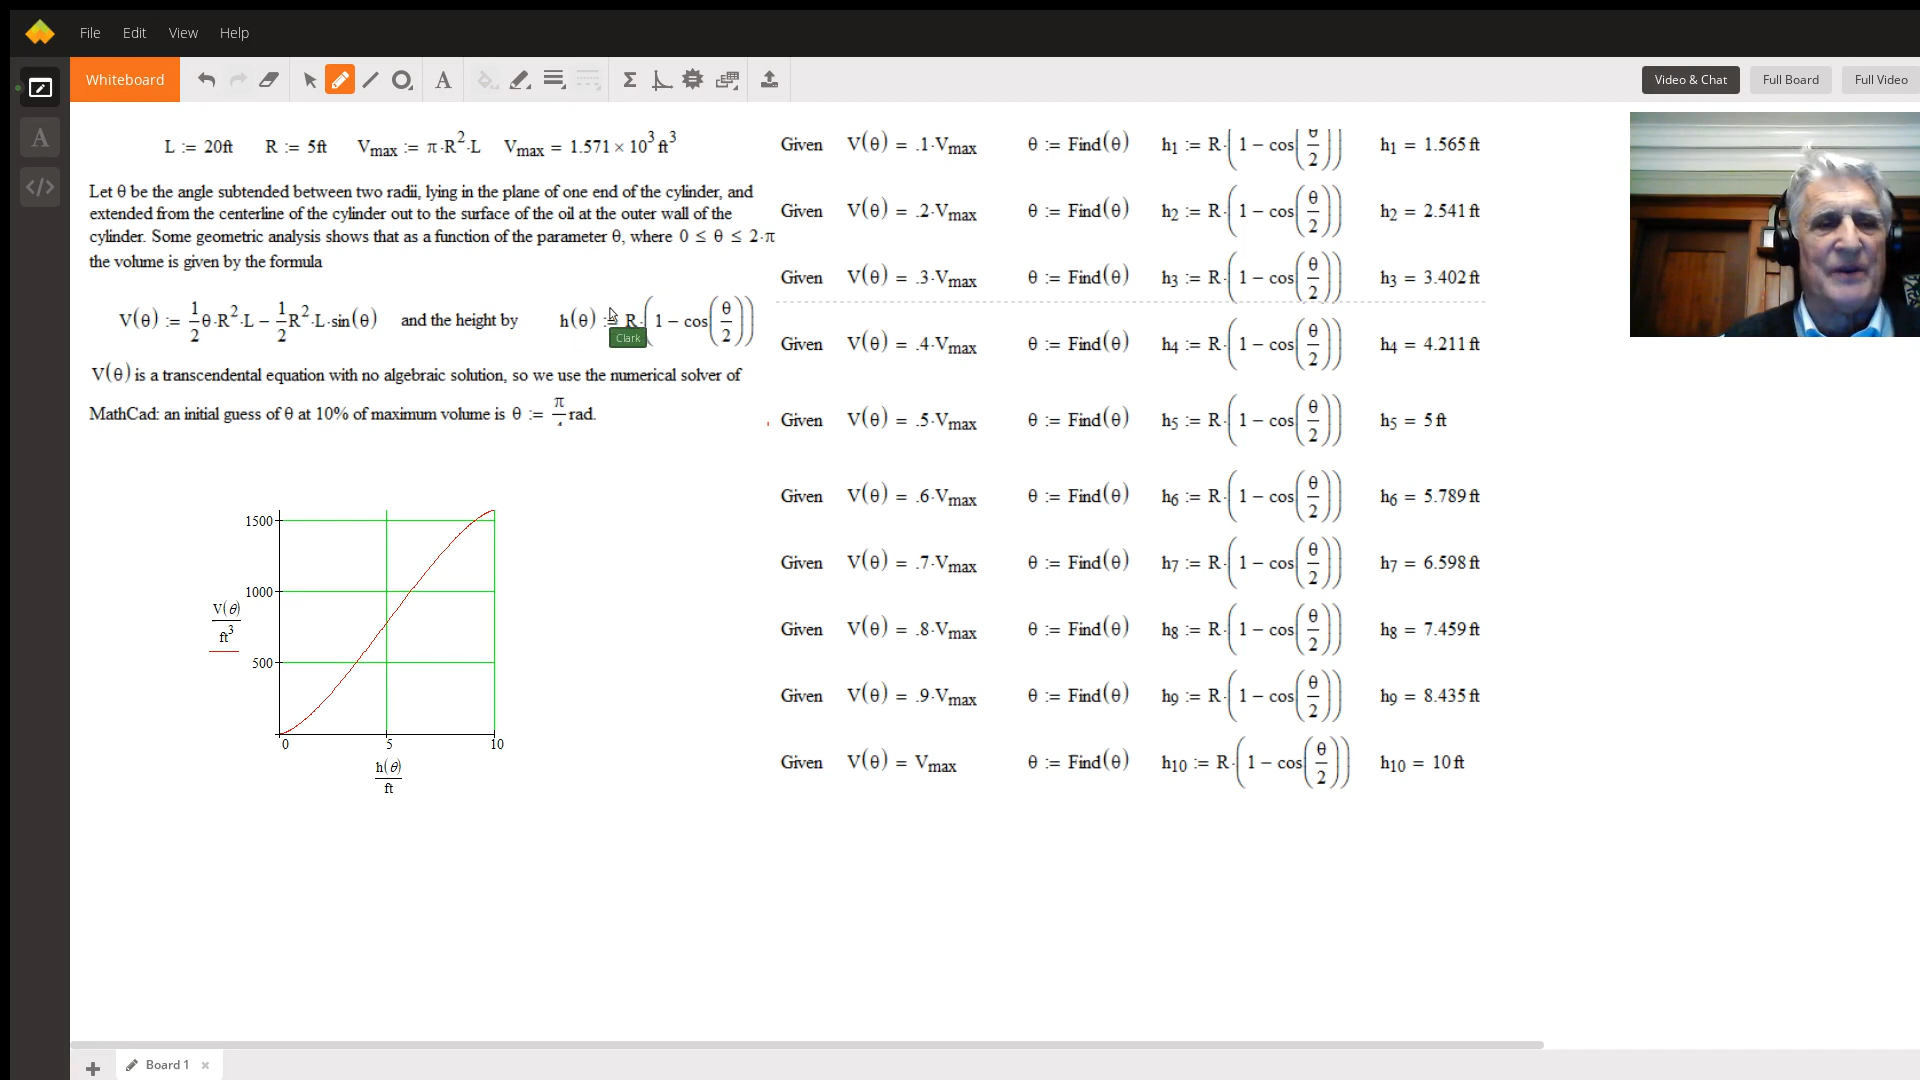 File Edit View Help
Whiteboard
A
Σ
Video & Chat Full Board Full Video
A
</>
L := 20ft R := 5ft Vmax := π·R²·L Vmax = 1.571 × 10³ ft³
Let θ be the angle subtended between two radii, lying in the plane of one end of the cylinder, and
extended from the centerline of the cylinder out to the surface of the oil at the outer wall of the
cylinder. Some geometric analysis shows that as a function of the parameter θ, where 0 ≤ θ ≤ 2·π
the volume is given by the formula
V(θ) := 1/2 θ·R²·L − 1/2 R²·L·sin(θ) and the height by h(θ) := R·(1 − cos(θ/2))
Clark
V(θ) is a transcendental equation with no algebraic solution, so we use the numerical solver of
MathCad: an initial guess of θ at 10% of maximum volume is θ := π/4 rad.
1500
1000
500
V(θ)/ft³
0 5 10
h(θ)/ft
Given V(θ) = .1·Vmax θ := Find(θ) h1 := R·(1 − cos(θ/2)) h1 = 1.565 ft
Given V(θ) = .2·Vmax θ := Find(θ) h2 := R·(1 − cos(θ/2)) h2 = 2.541 ft
Given V(θ) = .3·Vmax θ := Find(θ) h3 := R·(1 − cos(θ/2)) h3 = 3.402 ft
Given V(θ) = .4·Vmax θ := Find(θ) h4 := R·(1 − cos(θ/2)) h4 = 4.211 ft
Given V(θ) = .5·Vmax θ := Find(θ) h5 := R·(1 − cos(θ/2)) h5 = 5 ft
Given V(θ) = .6·Vmax θ := Find(θ) h6 := R·(1 − cos(θ/2)) h6 = 5.789 ft
Given V(θ) = .7·Vmax θ := Find(θ) h7 := R·(1 − cos(θ/2)) h7 = 6.598 ft
Given V(θ) = .8·Vmax θ := Find(θ) h8 := R·(1 − cos(θ/2)) h8 = 7.459 ft
Given V(θ) = .9·Vmax θ := Find(θ) h9 := R·(1 − cos(θ/2)) h9 = 8.435 ft
Given V(θ) = Vmax θ := Find(θ) h10 := R·(1 − cos(θ/2)) h10 = 10 ft
Board 1